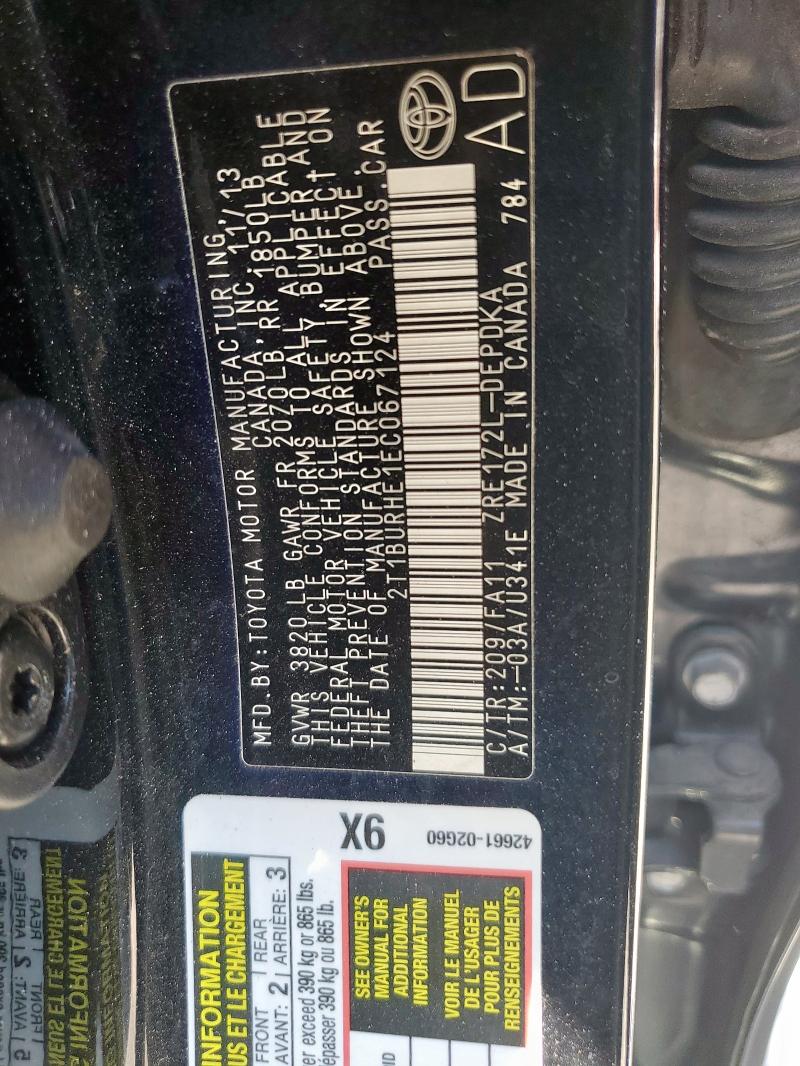 MFD.BY:TOYOTA MOTOR MANUFACTURING,
CANADA,INC. 11/13
GVWR 3820LB GAWR FR 2070LB,RR 1850LB
THIS VEHICLE CONFORMS TO ALL APPLICABLE
FEDERAL MOTOR VEHICLE SAFETY,BUMPER,AND
THEFT PREVENTION STANDARDS IN EFFECT ON
THE DATE OF MANUFACTURE SHOWN ABOVE.
2T1BURHE1EC067124 PASS.CAR
C/TR:209/FA11 ZRE172L-DEPDKA
A/TM:-03A/U341E MADE IN CANADA 784
AD
9X
42661-02G60
INFORMATION
US ET LE CHARGEMENT
FRONT REAR
AVANT: 2 ARRIÈRE: 3
er exceed 390 kg or 865 lbs.
épasser 390 kg ou 865 lb.
SEE OWNER'S
MANUAL FOR
ADDITIONAL
INFORMATION
VOIR LE MANUEL
DE L'USAGER
POUR PLUS DE
RENSEIGNEMENTS